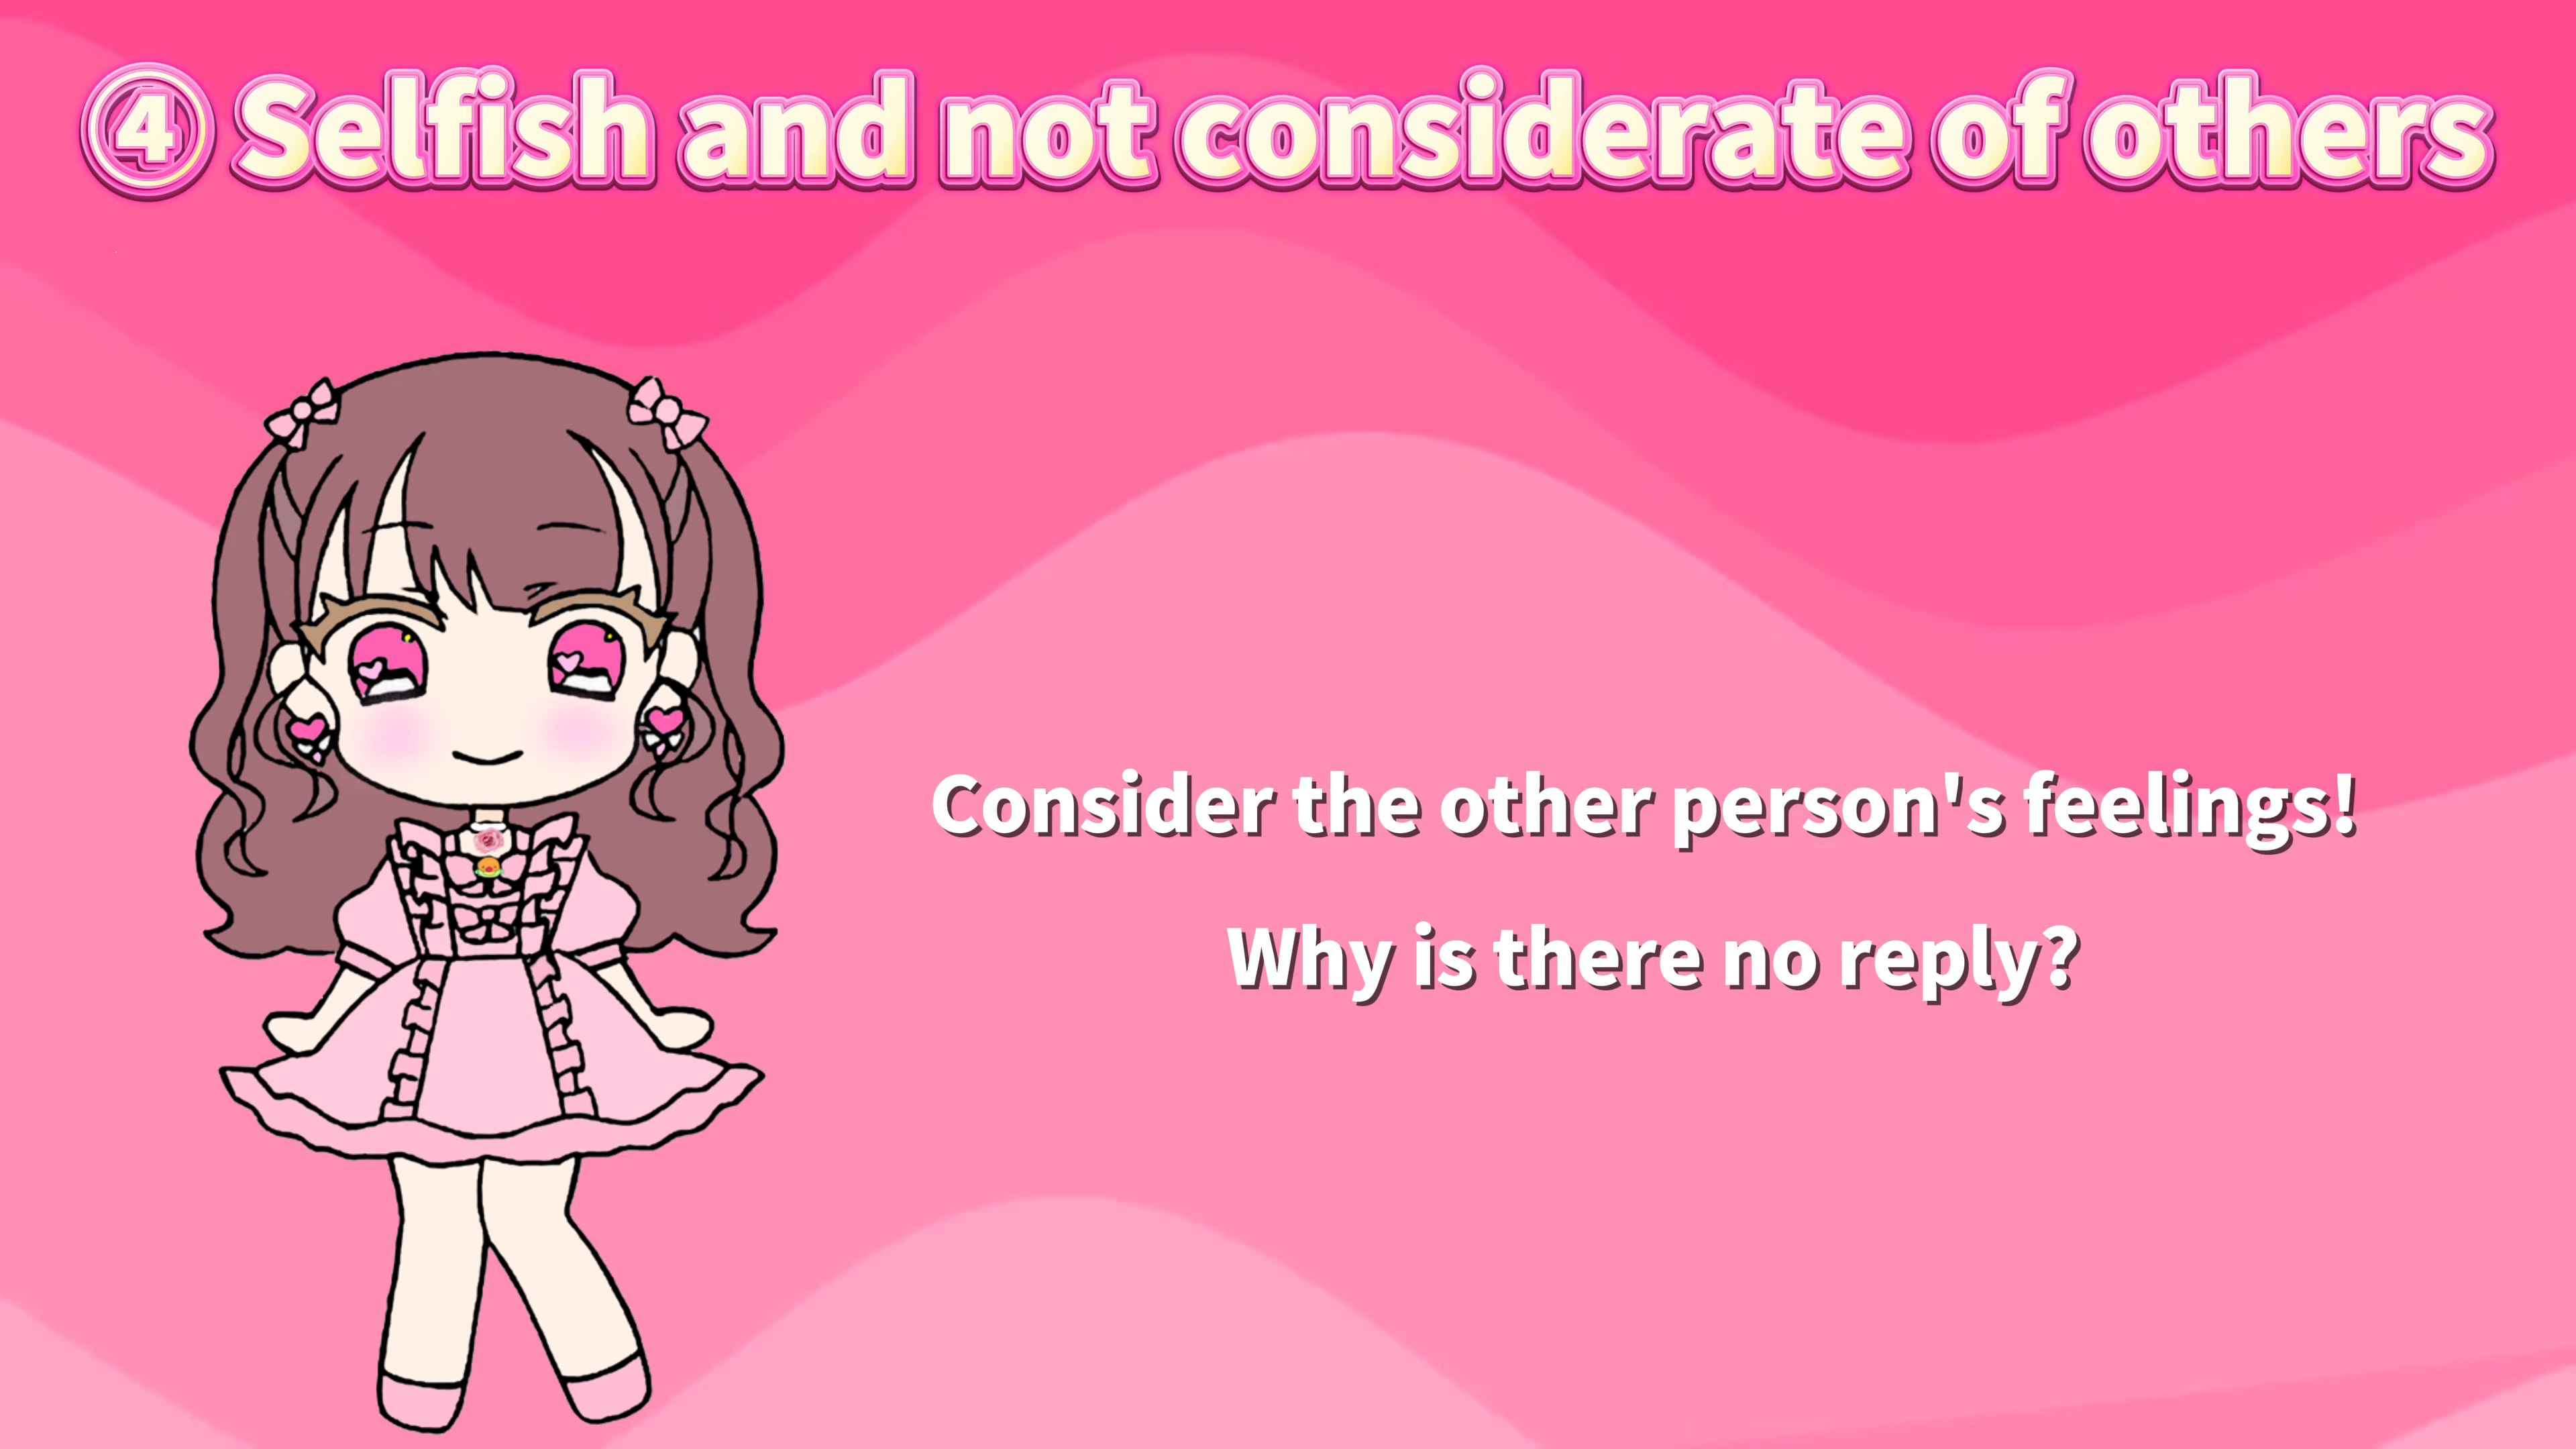 ④ Selfish and not considerate of others
Consider the other person's feelings!
Why is there no reply?